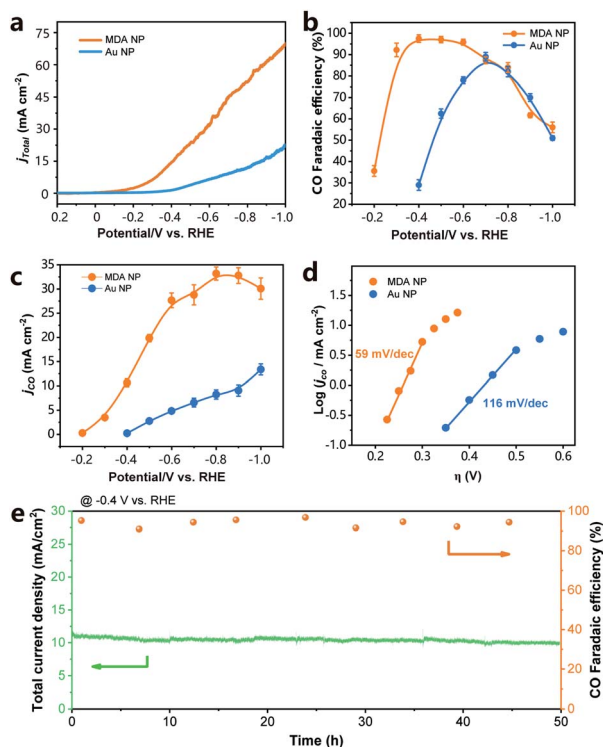 a
MDA NP
Au NP
j_Total (mA cm⁻²)
75
60
45
30
15
0
0.2
0
-0.2
-0.4
-0.6
-0.8
-1.0
Potential/V vs. RHE
b
MDA NP
Au NP
CO Faradaic efficiency (%)
100
90
80
70
60
50
40
30
20
-0.2
-0.4
-0.6
-0.8
-1.0
Potential/V vs. RHE
c
MDA NP
Au NP
j_CO (mA cm⁻²)
35
30
25
20
15
10
5
0
-0.2
-0.4
-0.6
-0.8
-1.0
Potential/V vs. RHE
d
MDA NP
Au NP
Log (j_co / mA cm⁻²)
1.5
1.0
0.5
0.0
-0.5
-1.0
59 mV/dec
116 mV/dec
0.2
0.3
0.4
0.5
0.6
η (V)
e
@ -0.4 V vs. RHE
Total current density (mA/cm²)
30
25
20
15
10
5
0
CO Faradaic efficiency (%)
100
80
60
40
20
0
0
10
20
30
40
50
Time (h)